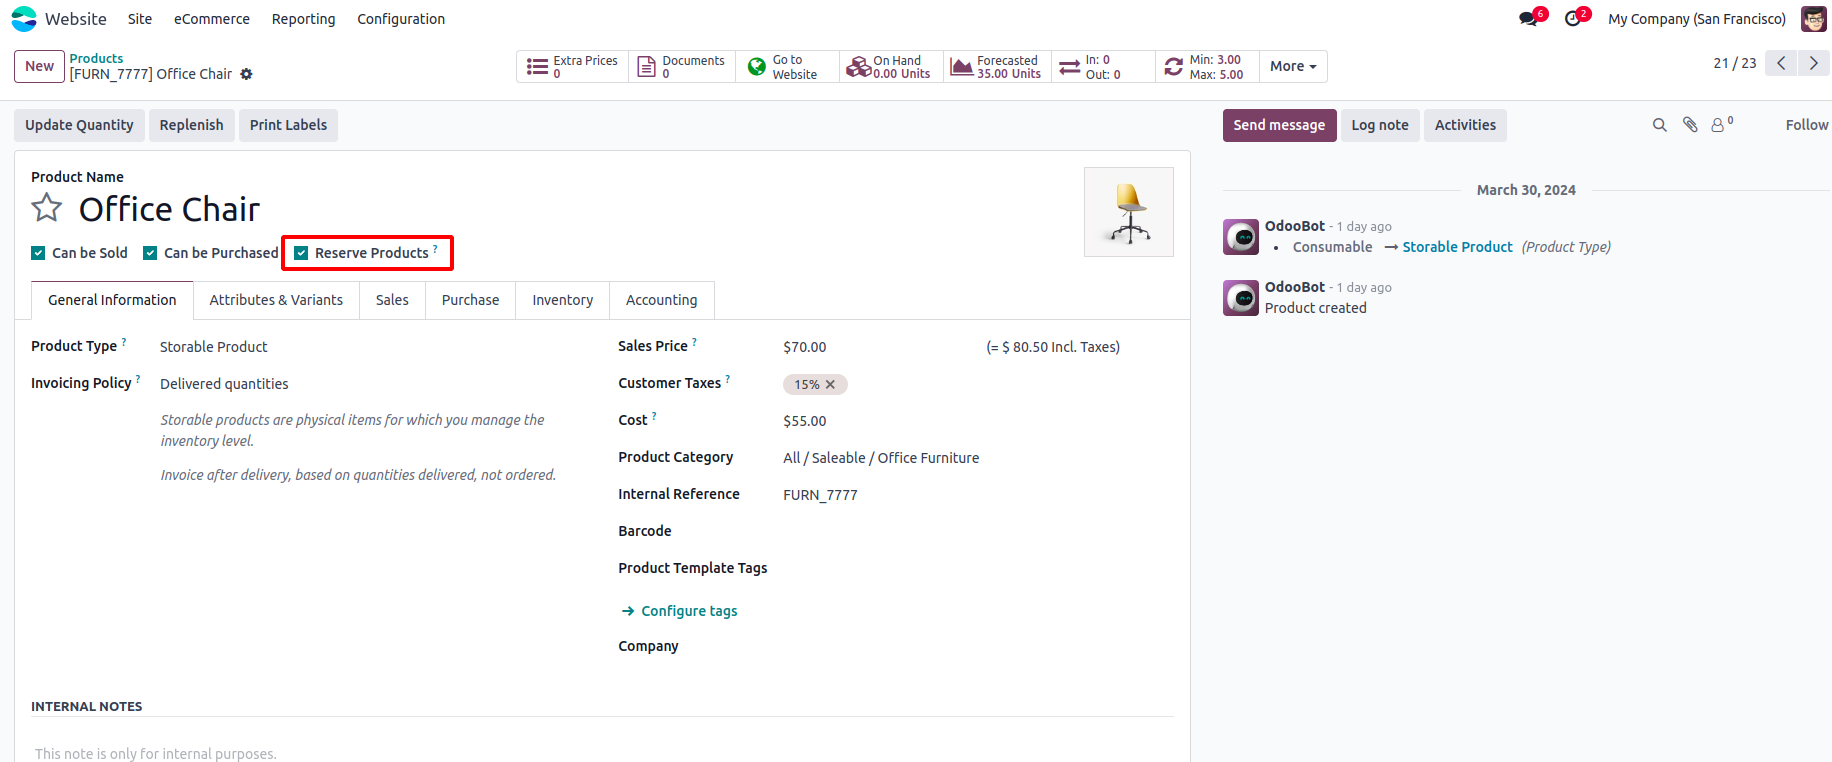 Website Site eCommerce Reporting Configuration 6 2 My Company (San Francisco)
New Products
[FURN_7777] Office Chair
Extra Prices 0
Documents 0
Go to Website
On Hand 0.00 Units
Forecasted 35.00 Units
In: 0
Out: 0
Min: 3.00
Max: 5.00
More
21 / 23
Update Quantity Replenish Print Labels
Send message Log note Activities 0 Follow
Product Name
Office Chair
Can be Sold Can be Purchased Reserve Products ?
General Information Attributes & Variants Sales Purchase Inventory Accounting
Product Type ? Storable Product
Invoicing Policy ? Delivered quantities
Storable products are physical items for which you manage the
inventory level.
Invoice after delivery, based on quantities delivered, not ordered.
Sales Price ? $70.00 (= $ 80.50 Incl. Taxes)
Customer Taxes ? 15% ✕
Cost ? $55.00
Product Category All / Saleable / Office Furniture
Internal Reference FURN_7777
Barcode
Product Template Tags
→ Configure tags
Company
INTERNAL NOTES
This note is only for internal purposes.
March 30, 2024
OdooBot - 1 day ago
• Consumable → Storable Product (Product Type)
OdooBot - 1 day ago
Product created